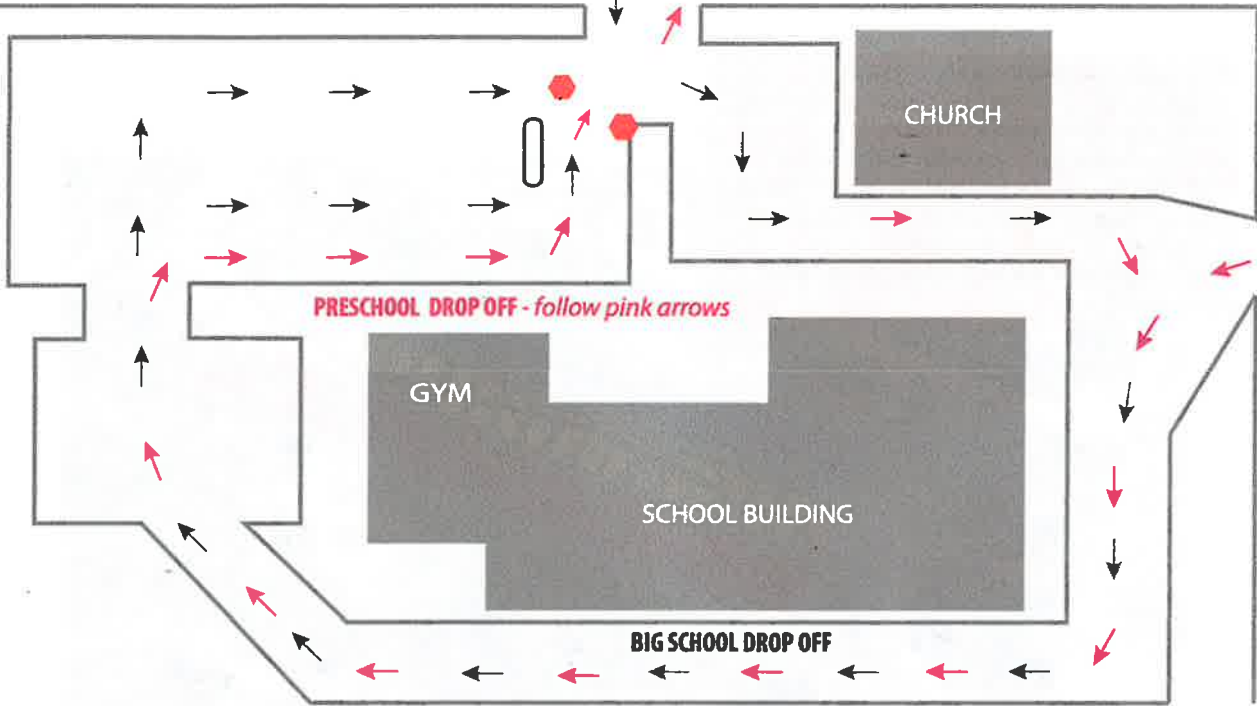 CHURCH
PRESCHOOL DROP OFF - follow pink arrows
GYM
SCHOOL BUILDING
BIG SCHOOL DROP OFF